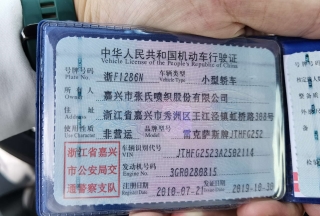 中华人民共和国机动车行驶证
Vehicle License of the People's Republic of China
号牌号码 浙F1286N 车辆类型 小型轿车
Plate No. Vehicle Type
所有人 嘉兴市张氏喷织股份有限公司
Owner
住址 浙江省嘉兴市秀洲区王江泾镇虹桥路308号
Address
使用性质 非营运 品牌型号 雷克萨斯牌JTHFG2S2
Use Character Model
浙江省嘉兴 车辆识别代号 JTHFG2S23A2502114
VIN
市公安局交 发动机号码 3GR0280815
Engine No.
通警察支队 注册日期 2010-07-2 发证日期 2019-10-30
Register Date Issue Date